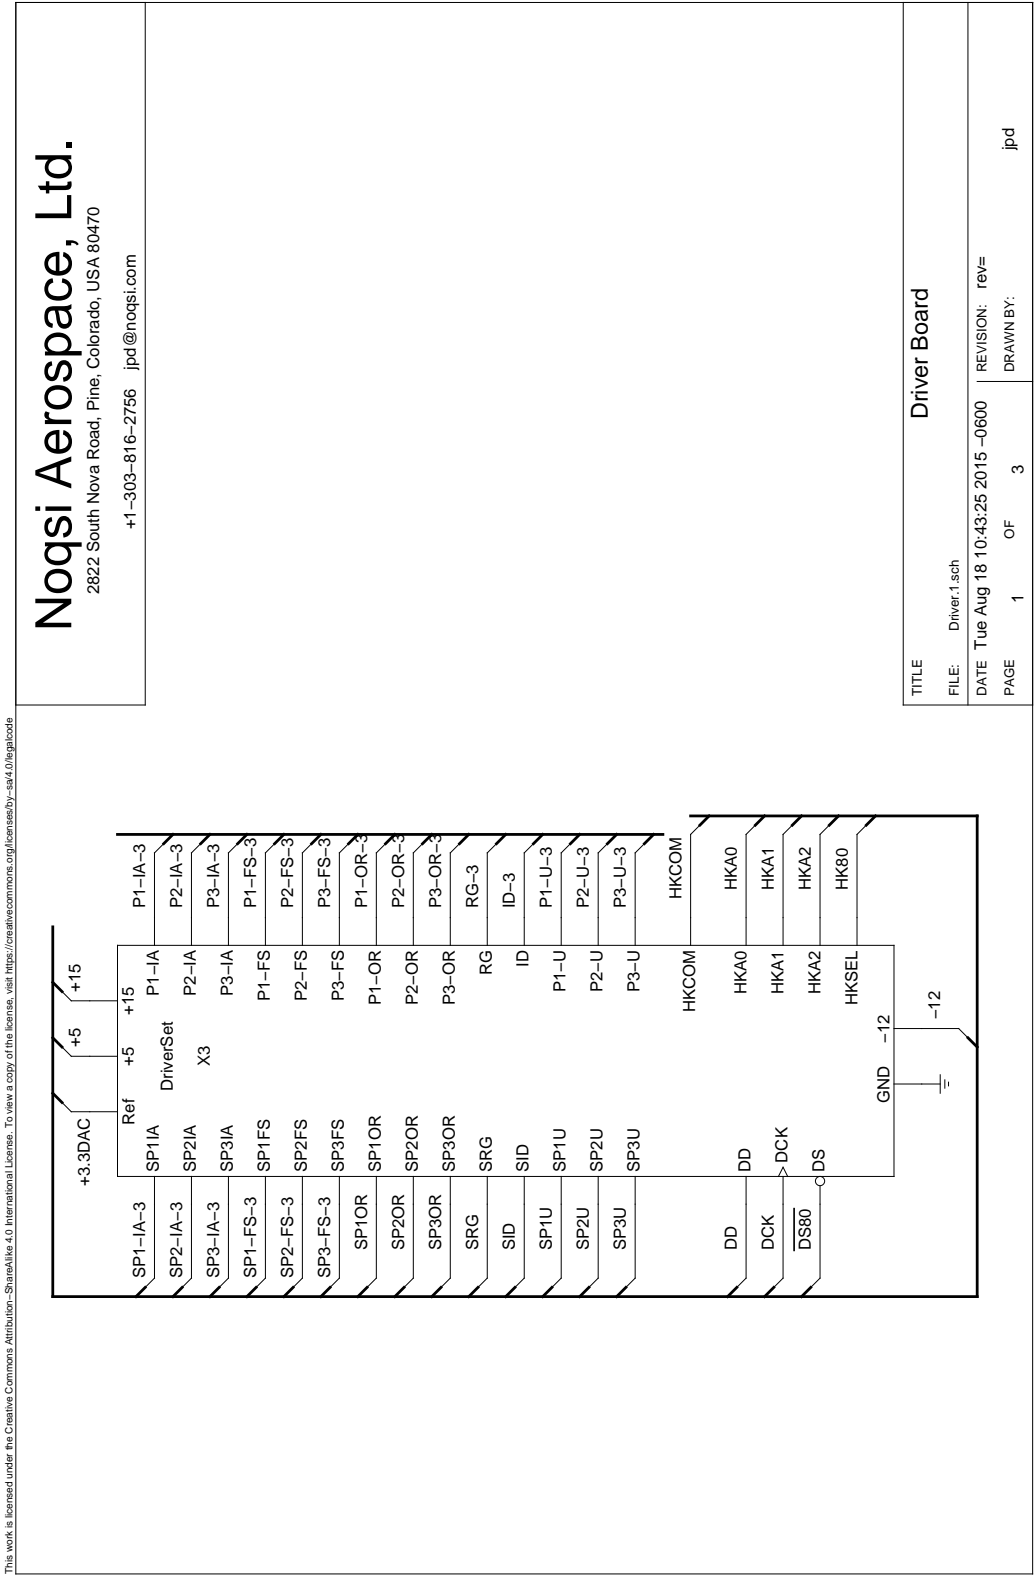 This work is licensed under the Creative Commons Attribution−ShareAlike 4.0 International License. To view a copy of the license, visit https://creativecommons.org/licenses/by−sa/4.0/legalcode
Noqsi Aerospace, Ltd.
2822 South Nova Road, Pine, Colorado, USA 80470
+1−303−816−2756 jpd@noqsi.com
+3.3DAC
+5
+15
Ref
+5
+15
DriverSet
X3
SP1−IA−3 SP1IA P1−IA P1−IA−3
SP2−IA−3 SP2IA P2−IA P2−IA−3
SP3−IA−3 SP3IA P3−IA P3−IA−3
SP1−FS−3 SP1FS P1−FS P1−FS−3
SP2−FS−3 SP2FS P2−FS P2−FS−3
SP3−FS−3 SP3FS P3−FS P3−FS−3
SP1OR SP1OR P1−OR P1−OR−3
SP2OR SP2OR P2−OR P2−OR−3
SP3OR SP3OR P3−OR P3−OR−3
SRG SRG RG RG−3
SID SID ID ID−3
SP1U SP1U P1−U P1−U−3
SP2U SP2U P2−U P2−U−3
SP3U SP3U P3−U P3−U−3
HKCOM HKCOM
DD DD HKA0 HKA0
DCK DCK HKA1 HKA1
DS80 DS HKA2 HKA2
HKSEL HK80
GND −12
−12
TITLE
Driver Board
FILE: Driver.1.sch
DATE Tue Aug 18 10:43:25 2015 −0600 REVISION: rev=
PAGE 1 OF 3 DRAWN BY: jpd